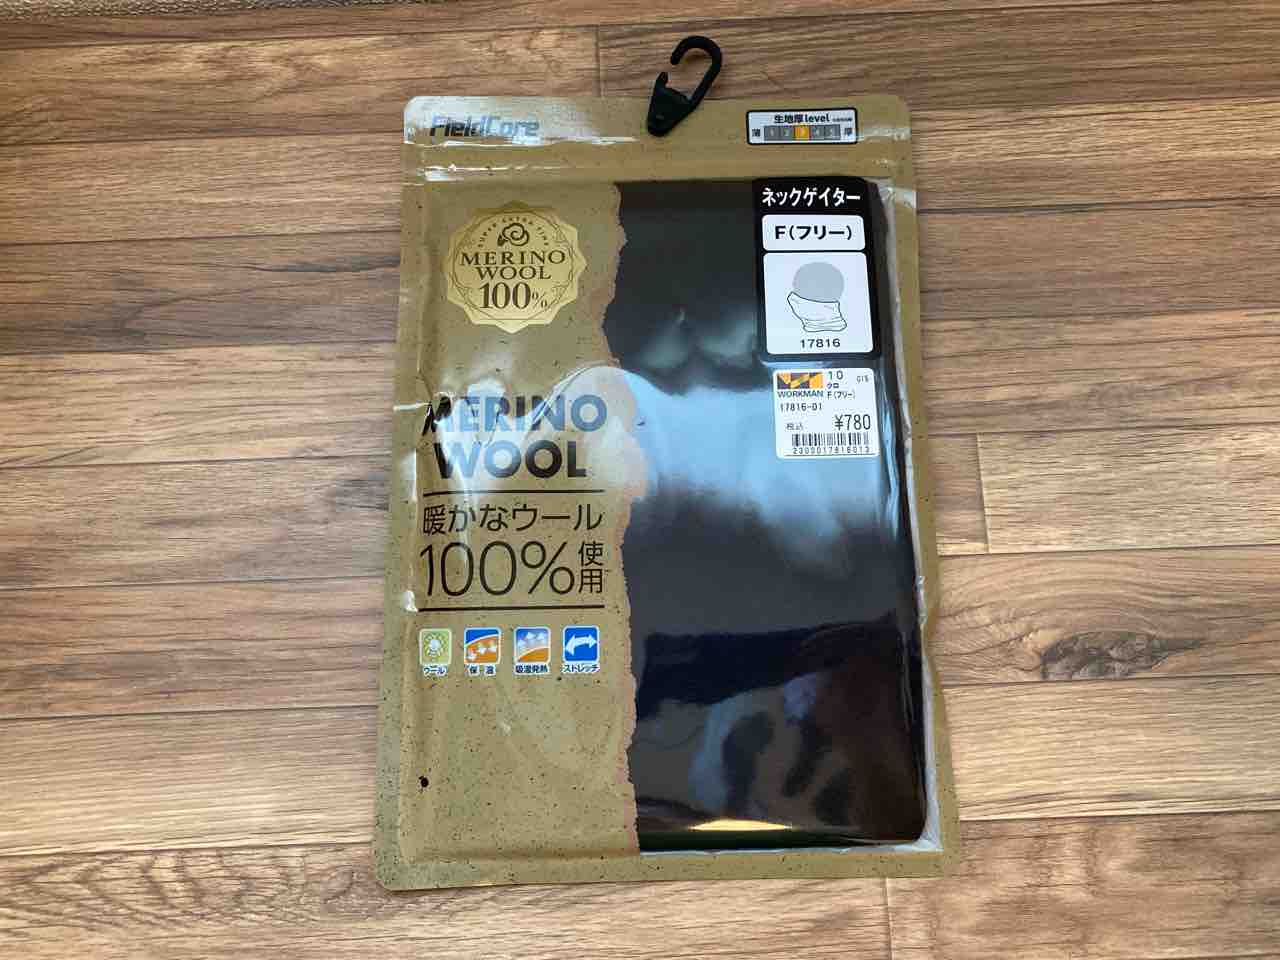 FieldCore
生地厚level
薄 1 2 3 4 5 厚
ネックゲイター
F(フリー)
17816
SUPER EXTRA FINE
MERINO
WOOL
100%
WORKMAN
10
クロ
F(フリー)
17816-01
税込 ¥780
MERINO
WOOL
暖かなウール
100%使用
ウール
保温
吸湿発熱
ストレッチ